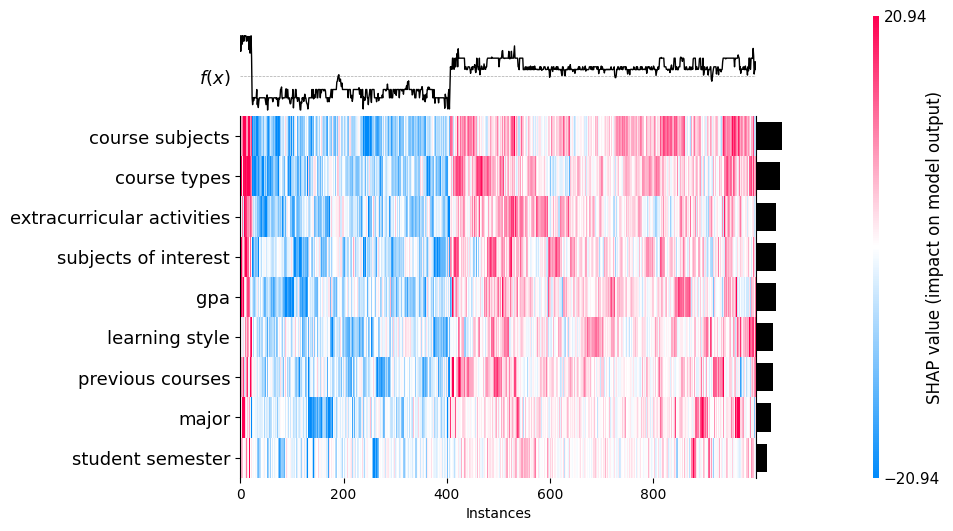 20.94
f(x)
course subjects
course types
extracurricular activities
subjects of interest
gpa
learning style
previous courses
major
student semester
0 200 400 600 800
Instances
−20.94
SHAP value (impact on model output)